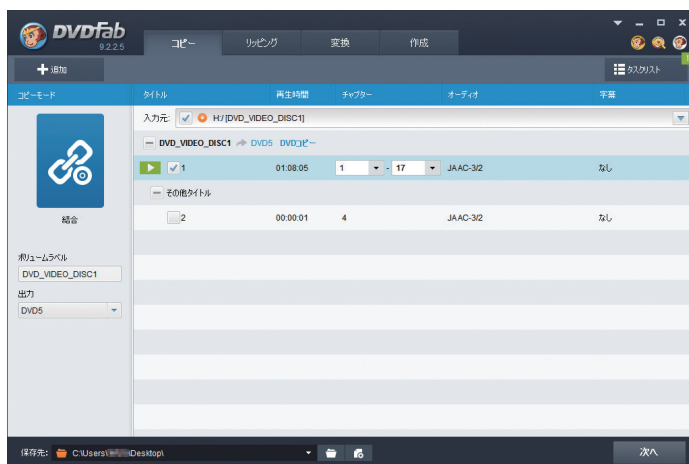 DVDFab
9.2.2.5
コピー リッピング 変換 作成
追加 タスクリスト
コピーモード タイトル 再生時間 チャプター オーディオ 字幕
入力元: H:/ [DVD_VIDEO_DISC1]
DVD_VIDEO_DISC1 DVD5 DVDコピー
1 01:08:05 1 - 17 JA AC-3/2 なし
結合
その他タイトル
2 00:00:01 4 JA AC-3/2 なし
ボリュームラベル
DVD_VIDEO_DISC1
出力
DVD5
保存先: C:\Users\ \Desktop\ 次へ